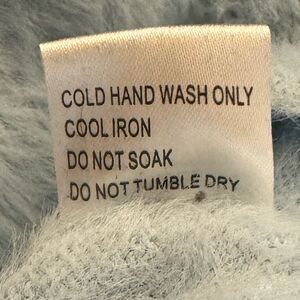 COLD HAND WASH ONLY
COOL IRON
DO NOT SOAK
DO NOT TUMBLE DRY